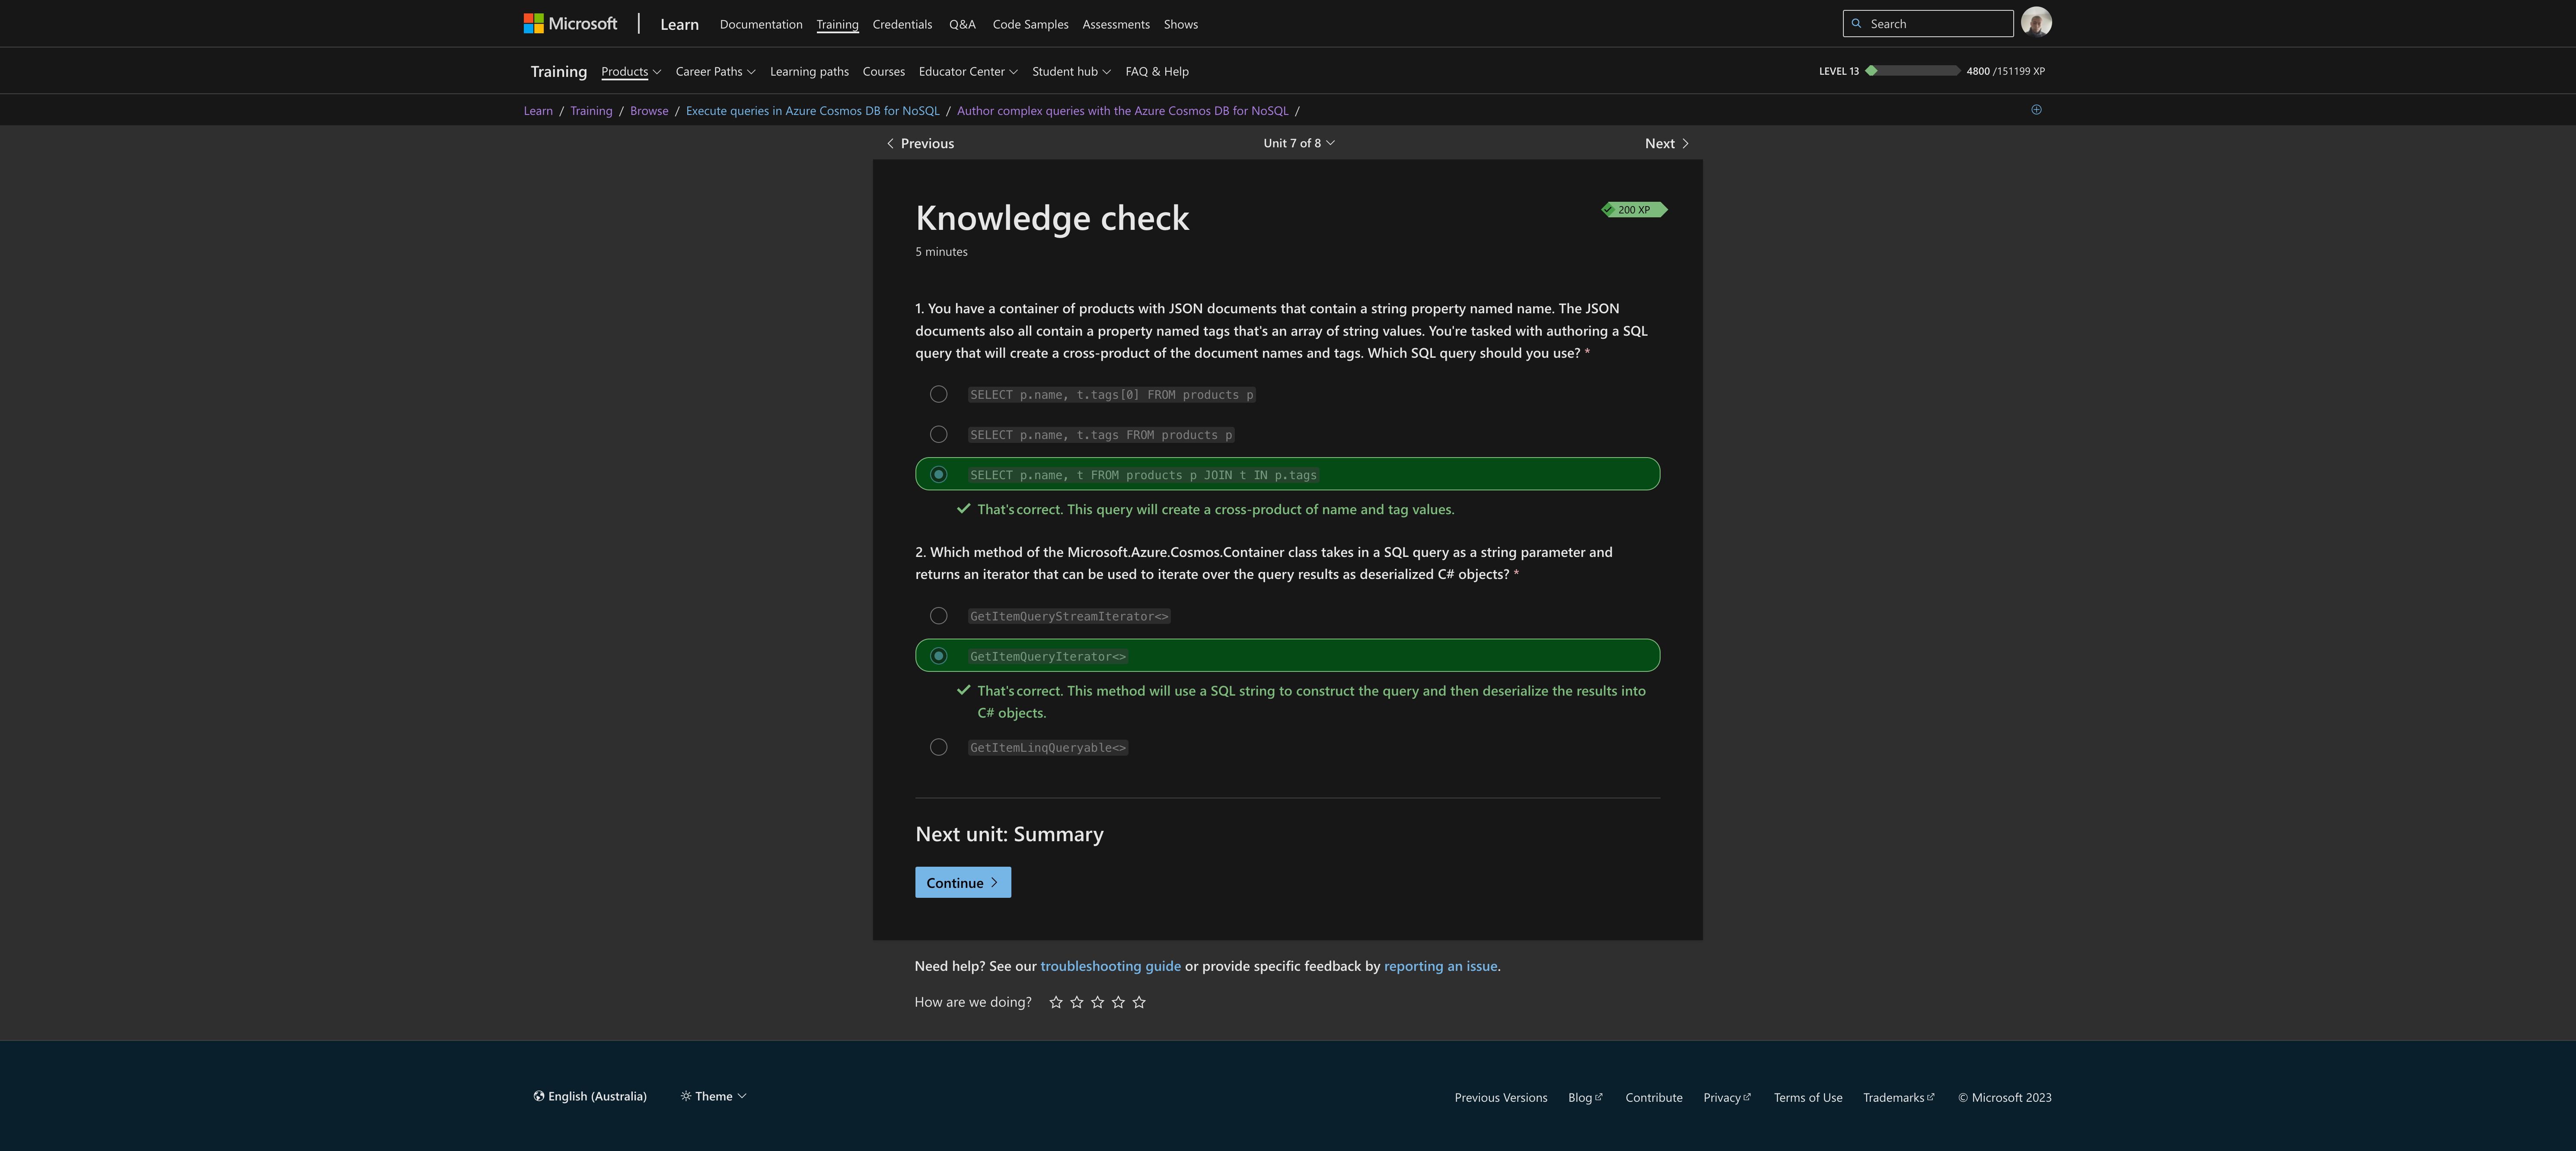 Microsoft Learn Documentation Training Credentials Q&A Code Samples Assessments Shows Search
Training Products Career Paths Learning paths Courses Educator Center Student hub FAQ & Help LEVEL 13 4800 /151199 XP
Learn / Training / Browse / Execute queries in Azure Cosmos DB for NoSQL / Author complex queries with the Azure Cosmos DB for NoSQL /
Previous Unit 7 of 8 Next
Knowledge check
200 XP
5 minutes
1. You have a container of products with JSON documents that contain a string property named name. The JSON
documents also all contain a property named tags that's an array of string values. You're tasked with authoring a SQL
query that will create a cross-product of the document names and tags. Which SQL query should you use? *
SELECT p.name, t.tags[0] FROM products p
SELECT p.name, t.tags FROM products p
SELECT p.name, t FROM products p JOIN t IN p.tags
That's correct. This query will create a cross-product of name and tag values.
2. Which method of the Microsoft.Azure.Cosmos.Container class takes in a SQL query as a string parameter and
returns an iterator that can be used to iterate over the query results as deserialized C# objects? *
GetItemQueryStreamIterator<>
GetItemQueryIterator<>
That's correct. This method will use a SQL string to construct the query and then deserialize the results into
C# objects.
GetItemLinqQueryable<>
Next unit: Summary
Continue
Need help? See our troubleshooting guide or provide specific feedback by reporting an issue.
How are we doing?
English (Australia) Theme Previous Versions Blog Contribute Privacy Terms of Use Trademarks © Microsoft 2023